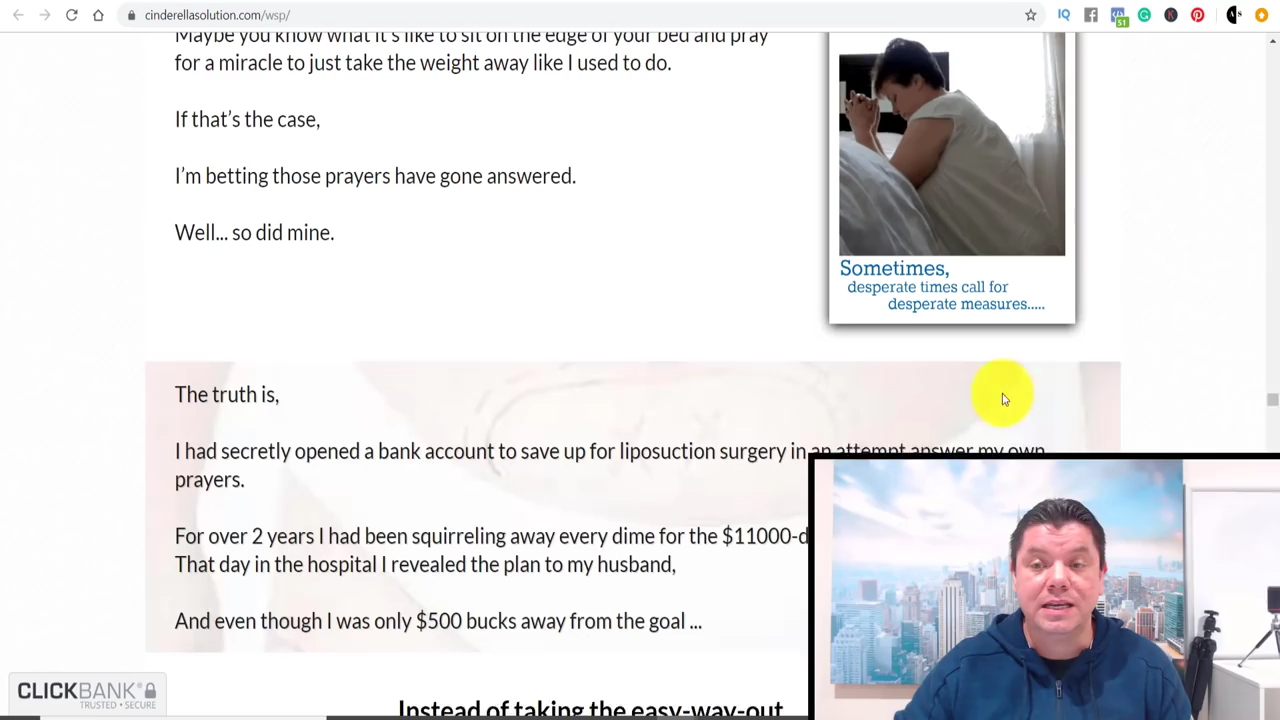 cinderellasolution.com/wsp/
51
Maybe you know what it's like to sit on the edge of your bed and pray
for a miracle to just take the weight away like I used to do.
If that's the case,
I'm betting those prayers have gone answered.
Well... so did mine.
Sometimes,
desperate times call for
desperate measures.....
The truth is,
I had secretly opened a bank account to save up for liposuction surgery in an attempt answer my own
prayers.
For over 2 years I had been squirreling away every dime for the $11000-d
That day in the hospital I revealed the plan to my husband,
And even though I was only $500 bucks away from the goal ...
CLICKBANK®
TRUSTED • SECURE
Instead of taking the easy-way-out